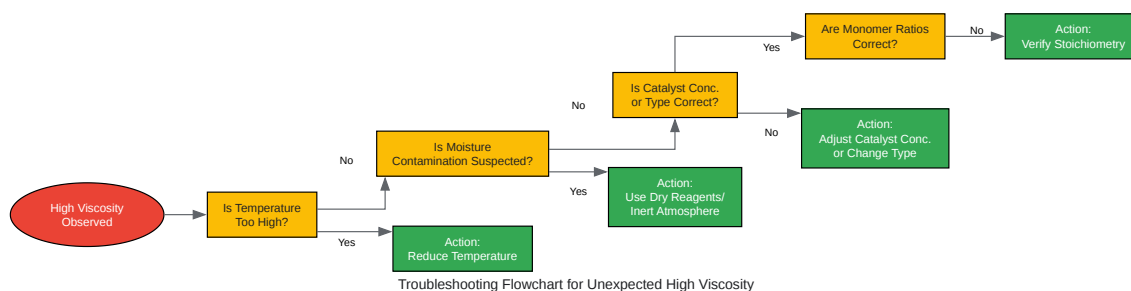 High Viscosity
Observed
Is Temperature
Too High?
No
Yes
Action:
Reduce Temperature
Is Moisture
Contamination Suspected?
No
Yes
Action:
Use Dry Reagents/
Inert Atmosphere
Is Catalyst Conc.
or Type Correct?
Yes
No
Action:
Adjust Catalyst Conc.
or Change Type
Are Monomer Ratios
Correct?
No
Action:
Verify Stoichiometry
Troubleshooting Flowchart for Unexpected High Viscosity